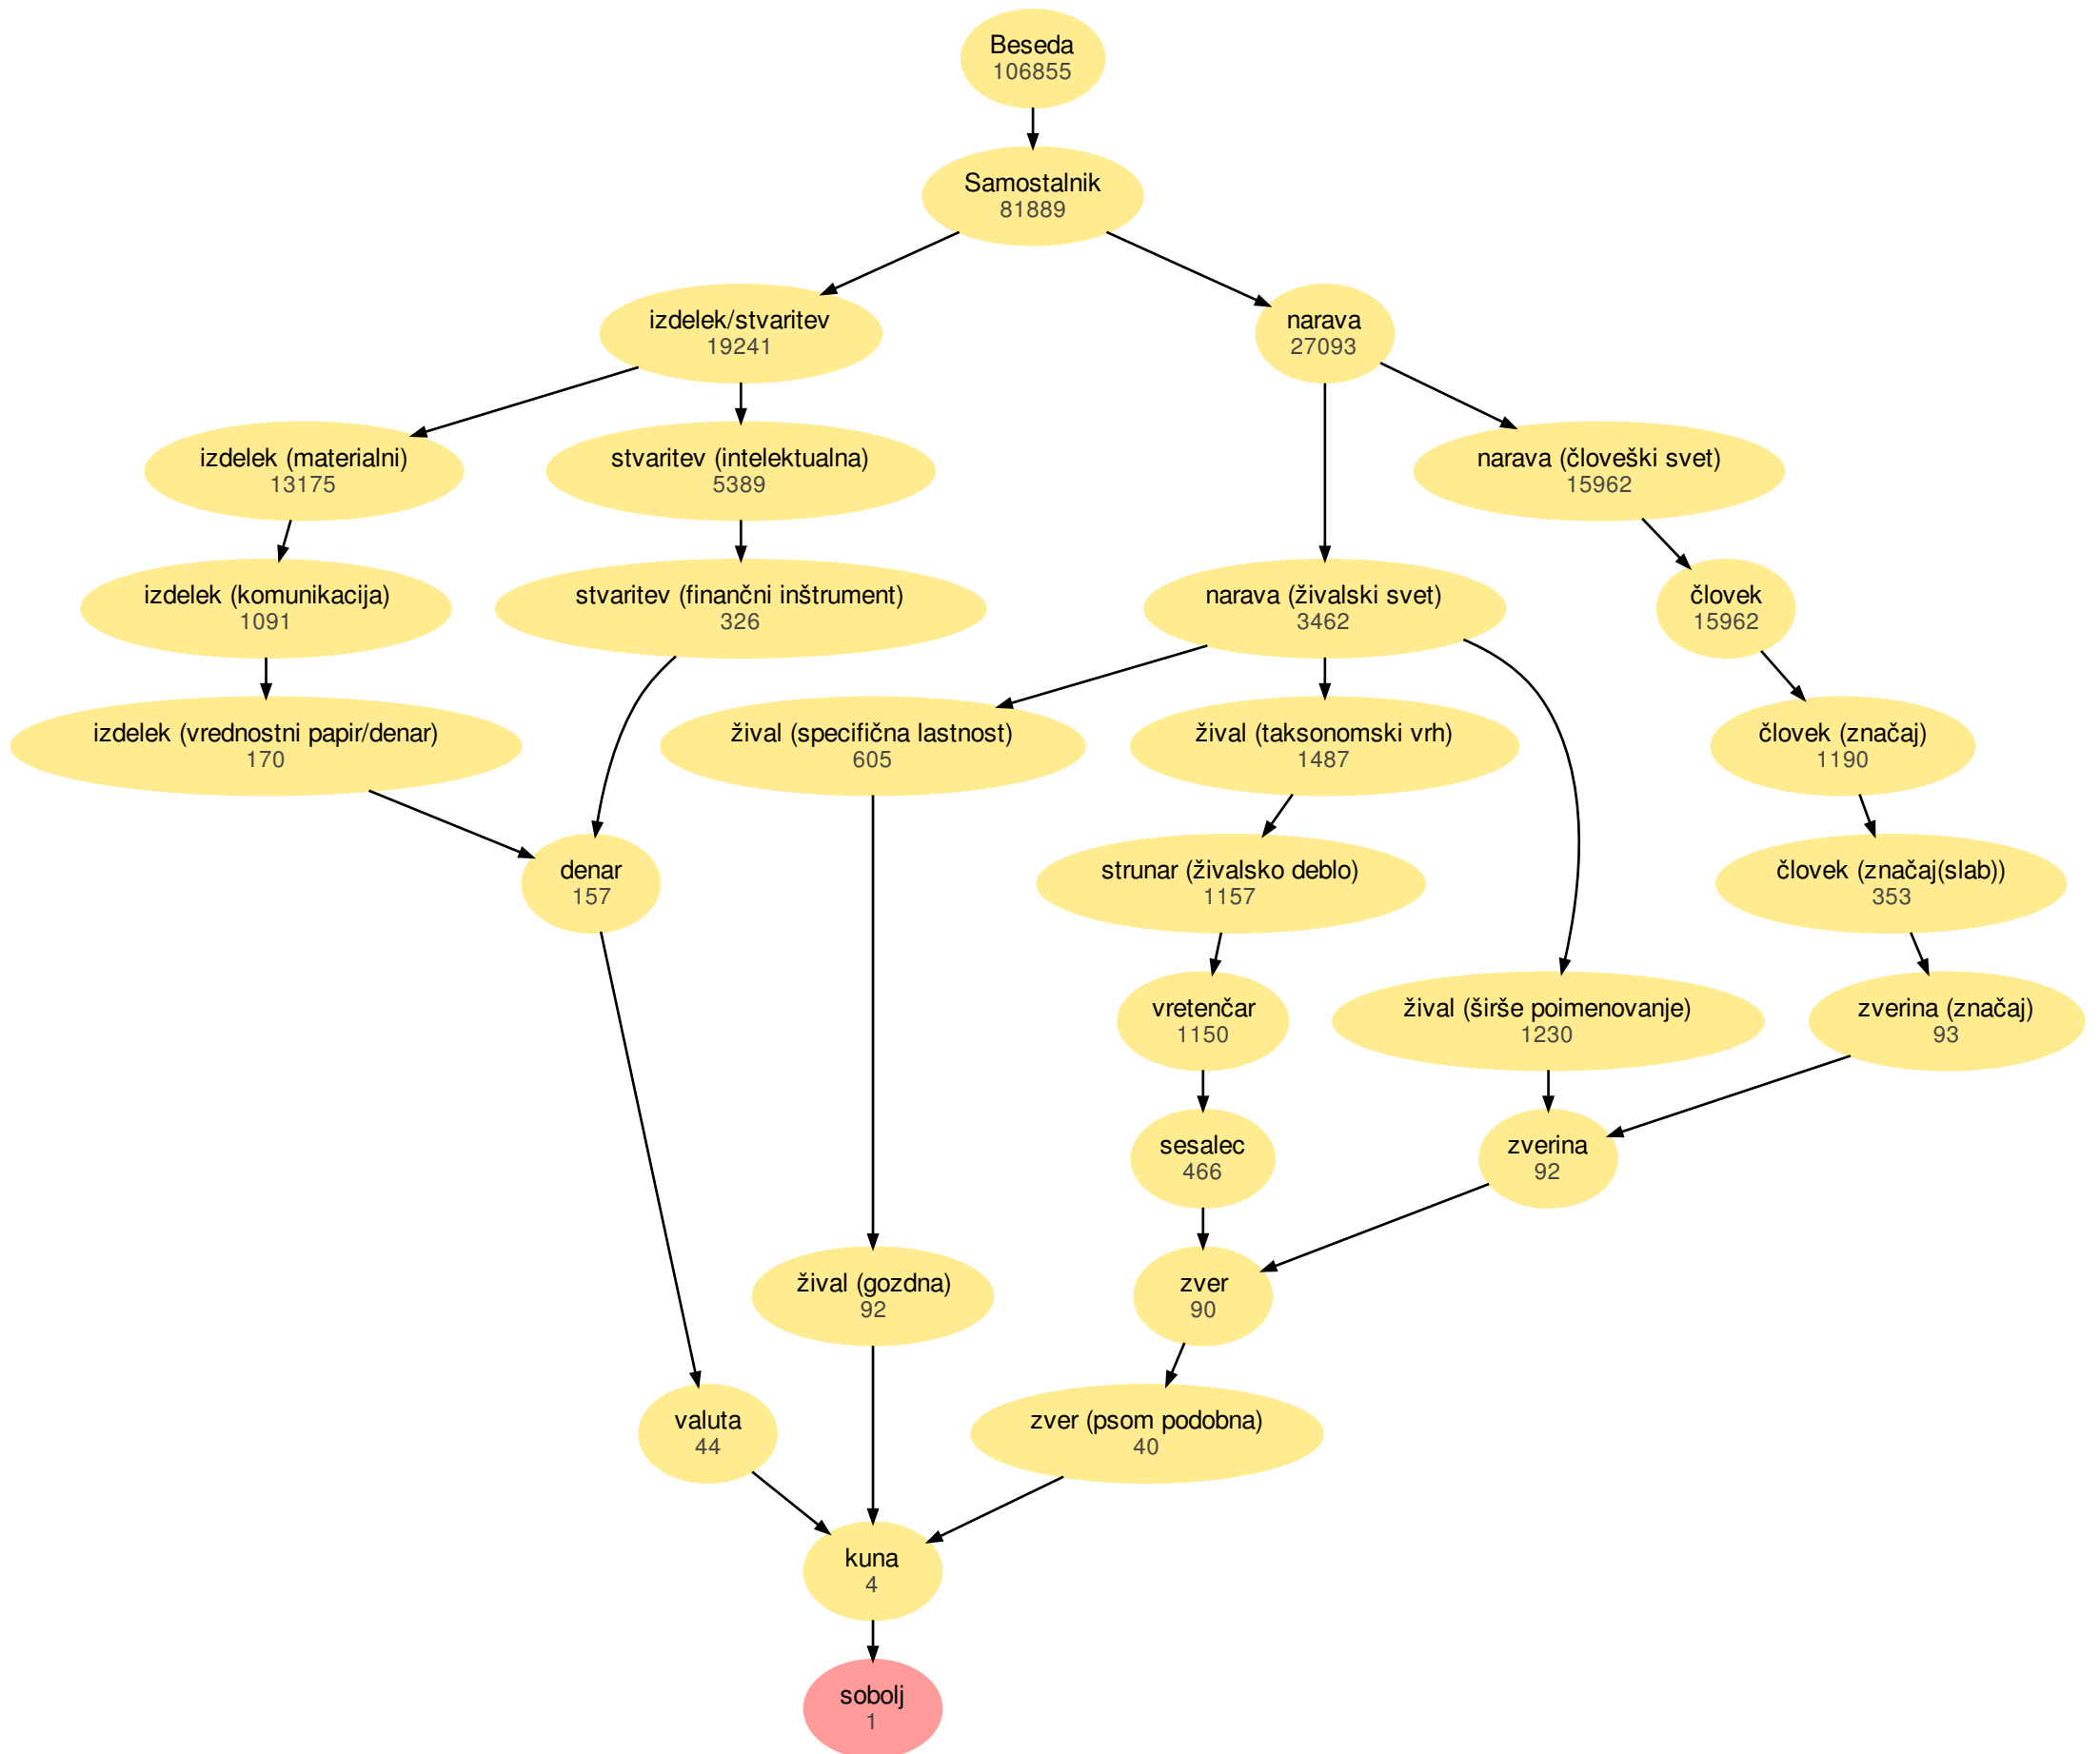 Beseda
106855
Samostalnik
81889
izdelek/stvaritev
19241
narava
27093
izdelek (materialni)
13175
stvaritev (intelektualna)
5389
narava (človeški svet)
15962
izdelek (komunikacija)
1091
stvaritev (finančni inštrument)
326
narava (živalski svet)
3462
človek
15962
izdelek (vrednostni papir/denar)
170
žival (specifična lastnost)
605
žival (taksonomski vrh)
1487
človek (značaj)
1190
denar
157
strunar (živalsko deblo)
1157
človek (značaj(slab))
353
vretenčar
1150
žival (širše poimenovanje)
1230
zverina (značaj)
93
sesalec
466
zverina
92
žival (gozdna)
92
zver
90
valuta
44
zver (psom podobna)
40
kuna
4
sobolj
1